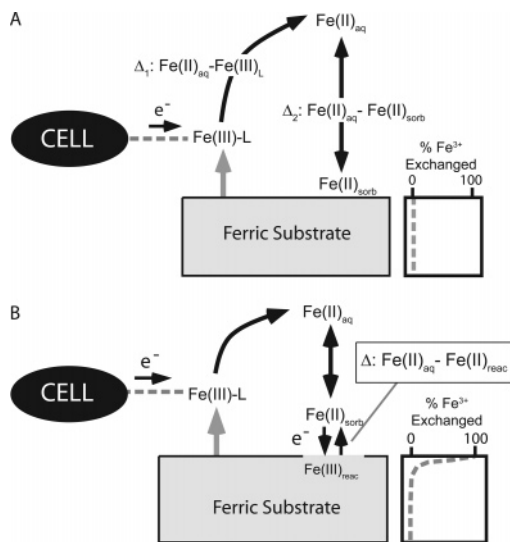 A
Fe(II)aq
Δ1: Fe(II)aq-Fe(III)L
e-
CELL
Fe(III)-L
Δ2: Fe(II)aq- Fe(II)sorb
Fe(II)sorb
% Fe3+
Exchanged
0 100
Ferric Substrate
B
Fe(II)aq
e-
CELL
Fe(III)-L
Δ: Fe(II)aq- Fe(II)reac
Fe(II)sorb
e-
Fe(III)reac
% Fe3+
Exchanged
0 100
Ferric Substrate